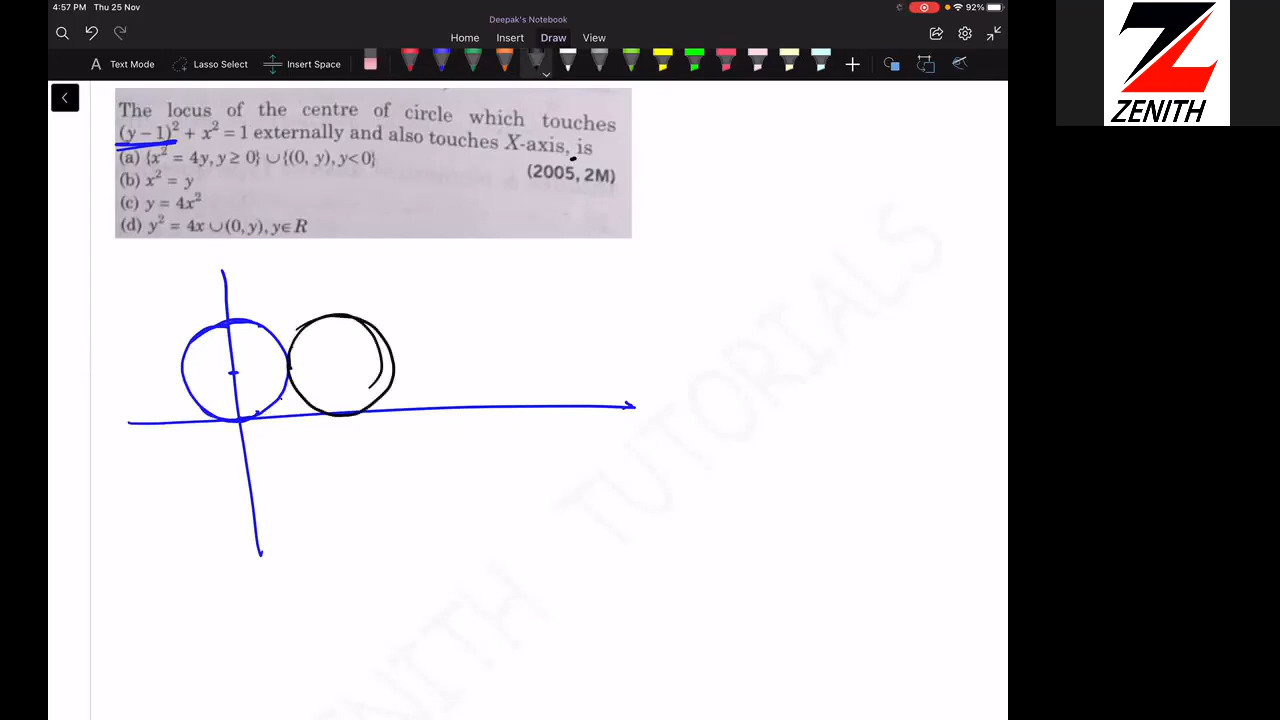 4:57 PM Thu 25 Nov
92%
Deepak's Notebook
Home Insert Draw View
A Text Mode Lasso Select Insert Space
The locus of the centre of circle which touches
(y − 1)² + x² = 1 externally and also touches X-axis, is
(2005, 2M)
(a) {x² = 4y, y ≥ 0} ∪ {(0, y), y < 0}
(b) x² = y
(c) y = 4x²
(d) y² = 4x ∪ (0, y), y ∈ R
ZENITH
ZENITH TUTORIALS